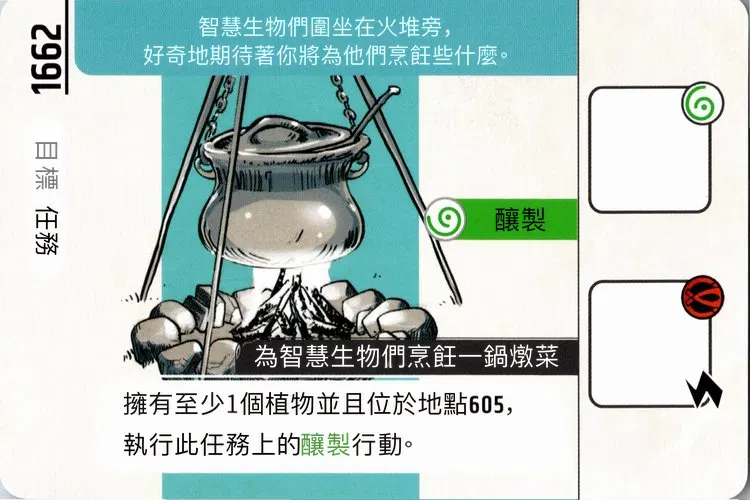 智慧生物們圍坐在火堆旁，
好奇地期待著你將為他們烹飪些什麼。
1662
目標 任務
釀製
為智慧生物們烹飪一鍋燉菜
擁有至少1個植物並且位於地點605，
執行此任務上的釀製行動。